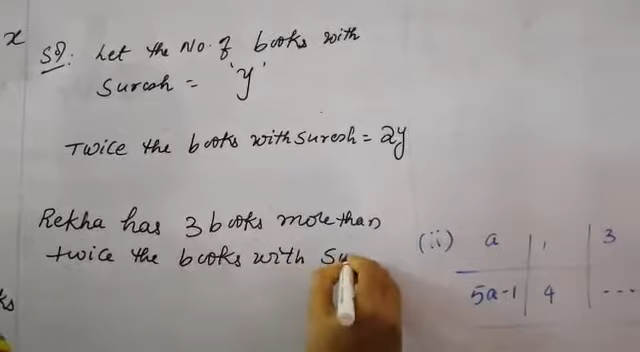 x
Sol: Let the No. of books with
Suresh = 'y'
Twice the books with Suresh = 2y
Rekha has 3 books more than
twice the books with Su
(ii) a 1 3
5a-1 4 ....
ks